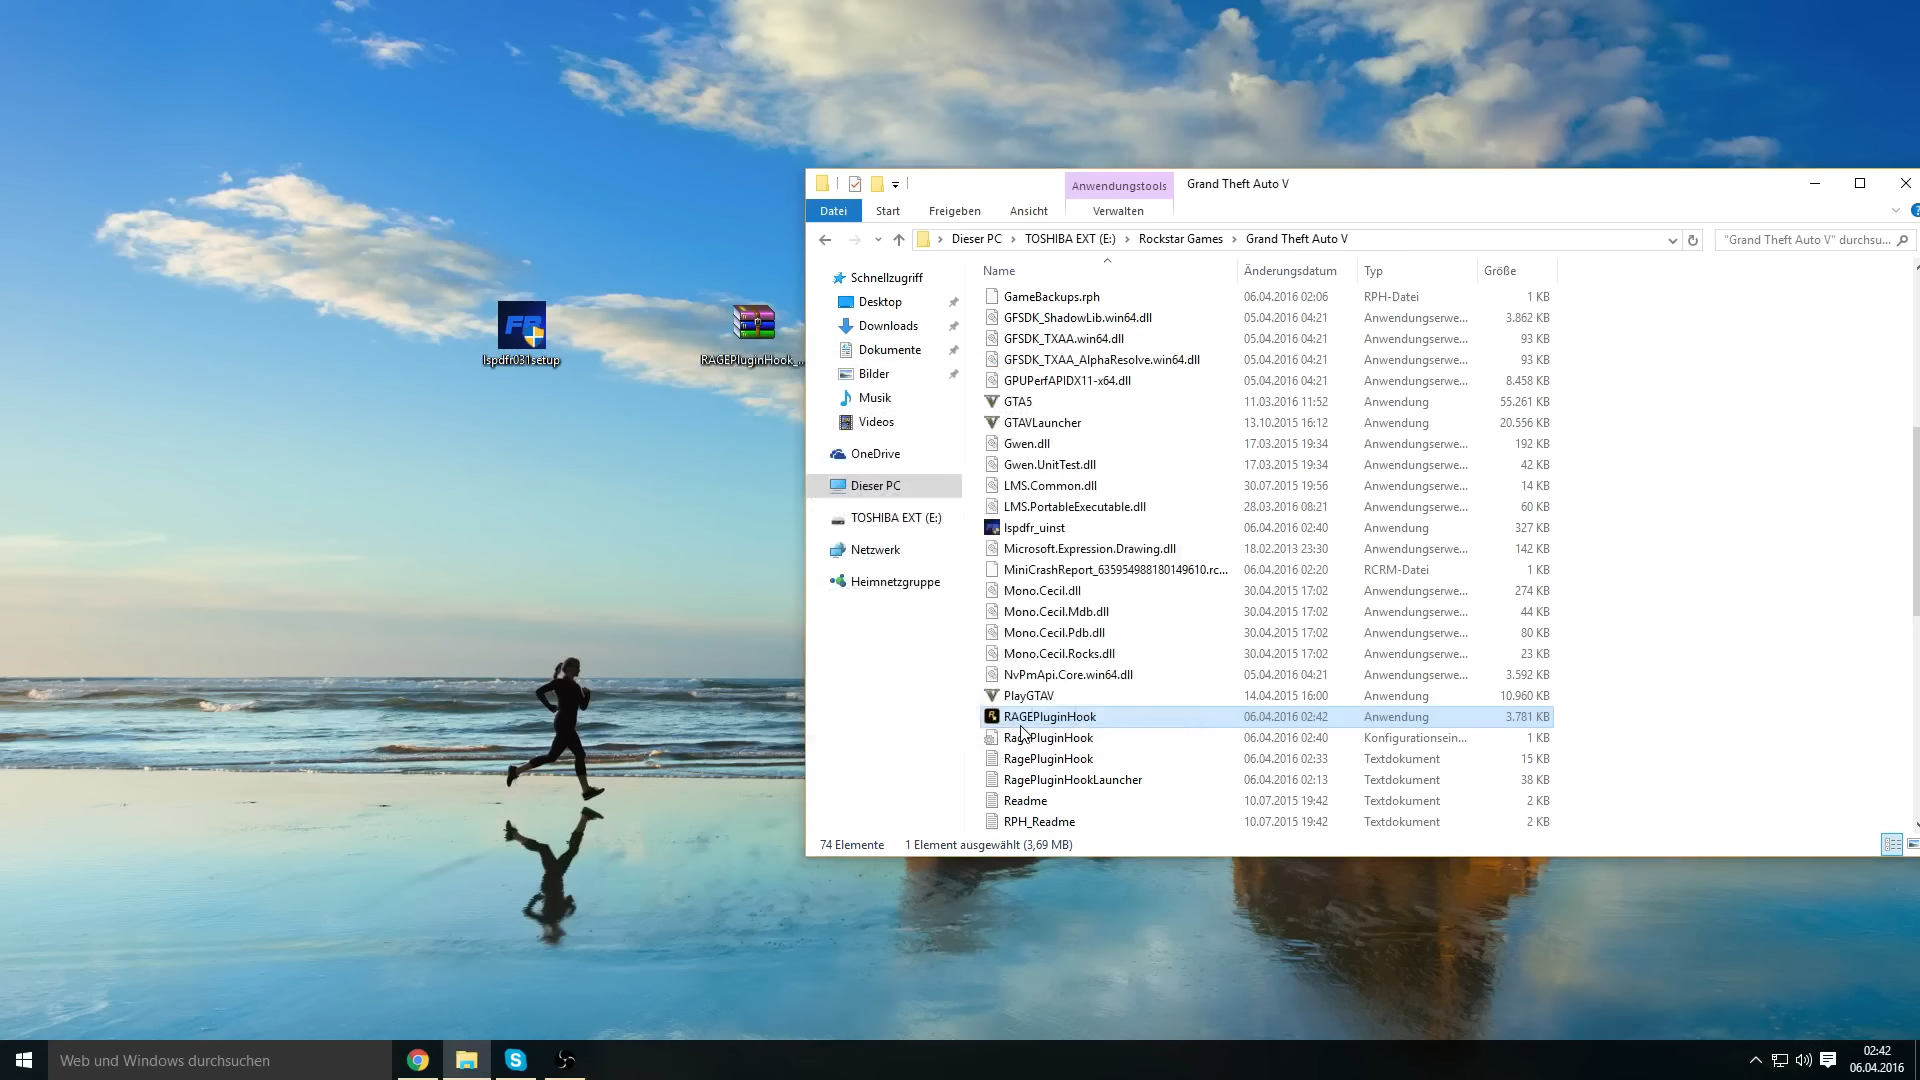 lspdfr031setup
RAGEPluginHook_...
Anwendungstools
Grand Theft Auto V
Datei
Start
Freigeben
Ansicht
Verwalten
Dieser PC
TOSHIBA EXT (E:)
Rockstar Games
Grand Theft Auto V
"Grand Theft Auto V" durchsu...
Schnellzugriff
Desktop
Downloads
Dokumente
Bilder
Musik
Videos
OneDrive
Dieser PC
TOSHIBA EXT (E:)
Netzwerk
Heimnetzgruppe
Name Änderungsdatum Typ Größe
GameBackups.rph 06.04.2016 02:06 RPH-Datei 1 KB
GFSDK_ShadowLib.win64.dll 05.04.2016 04:21 Anwendungserwe... 3.862 KB
GFSDK_TXAA.win64.dll 05.04.2016 04:21 Anwendungserwe... 93 KB
GFSDK_TXAA_AlphaResolve.win64.dll 05.04.2016 04:21 Anwendungserwe... 93 KB
GPUPerfAPIDX11-x64.dll 05.04.2016 04:21 Anwendungserwe... 8.458 KB
GTA5 11.03.2016 11:52 Anwendung 55.261 KB
GTAVLauncher 13.10.2015 16:12 Anwendung 20.556 KB
Gwen.dll 17.03.2015 19:34 Anwendungserwe... 192 KB
Gwen.UnitTest.dll 17.03.2015 19:34 Anwendungserwe... 42 KB
LMS.Common.dll 30.07.2015 19:56 Anwendungserwe... 14 KB
LMS.PortableExecutable.dll 28.03.2016 08:21 Anwendungserwe... 60 KB
lspdfr_uinst 06.04.2016 02:40 Anwendung 327 KB
Microsoft.Expression.Drawing.dll 18.02.2013 23:30 Anwendungserwe... 142 KB
MiniCrashReport_635954988180149610.rc... 06.04.2016 02:20 RCRM-Datei 1 KB
Mono.Cecil.dll 30.04.2015 17:02 Anwendungserwe... 274 KB
Mono.Cecil.Mdb.dll 30.04.2015 17:02 Anwendungserwe... 44 KB
Mono.Cecil.Pdb.dll 30.04.2015 17:02 Anwendungserwe... 80 KB
Mono.Cecil.Rocks.dll 30.04.2015 17:02 Anwendungserwe... 23 KB
NvPmApi.Core.win64.dll 05.04.2016 04:21 Anwendungserwe... 3.592 KB
PlayGTAV 14.04.2015 16:00 Anwendung 10.960 KB
RAGEPluginHook 06.04.2016 02:42 Anwendung 3.781 KB
RagePluginHook 06.04.2016 02:40 Konfigurationsein... 1 KB
RagePluginHook 06.04.2016 02:33 Textdokument 15 KB
RagePluginHookLauncher 06.04.2016 02:13 Textdokument 38 KB
Readme 10.07.2015 19:42 Textdokument 2 KB
RPH_Readme 10.07.2015 19:42 Textdokument 2 KB
74 Elemente 1 Element ausgewählt (3,69 MB)
Web und Windows durchsuchen
02:42
06.04.2016